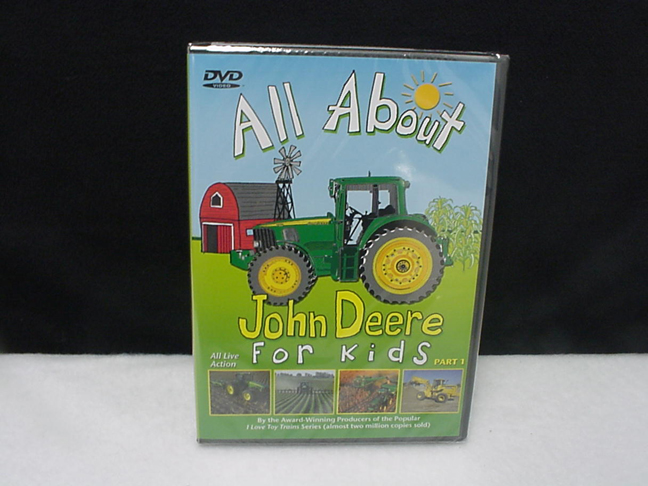 DVD
VIDEO
All About
John Deere
FOR KIDS
PART 1
All Live
Action
By the Award-Winning Producers of the Popular
I Love Toy Trains Series (almost two million copies sold)